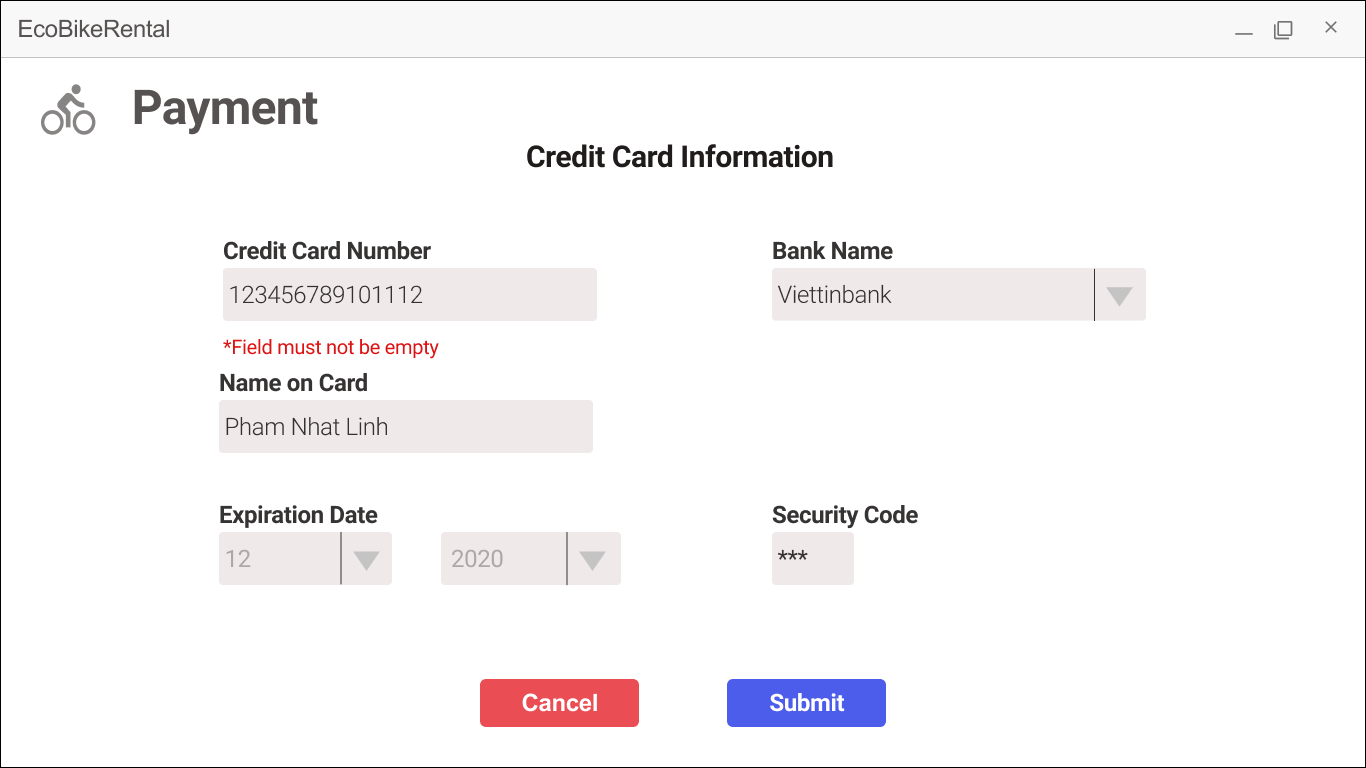 EcoBikeRental
Payment
Credit Card Information
Credit Card Number
Bank Name
123456789101112
Viettinbank
*Field must not be empty
Name on Card
Pham Nhat Linh
Expiration Date
Security Code
12
2020
***
Cancel
Submit